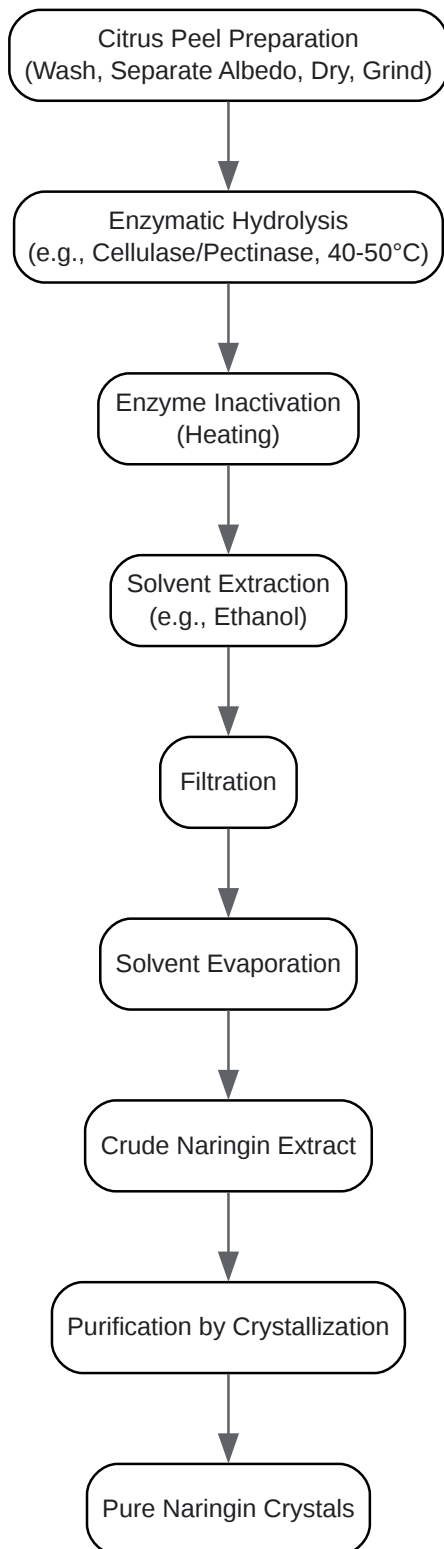 Citrus Peel Preparation
(Wash, Separate Albedo, Dry, Grind)
Enzymatic Hydrolysis
(e.g., Cellulase/Pectinase, 40-50°C)
Enzyme Inactivation
(Heating)
Solvent Extraction
(e.g., Ethanol)
Filtration
Solvent Evaporation
Crude Naringin Extract
Purification by Crystallization
Pure Naringin Crystals